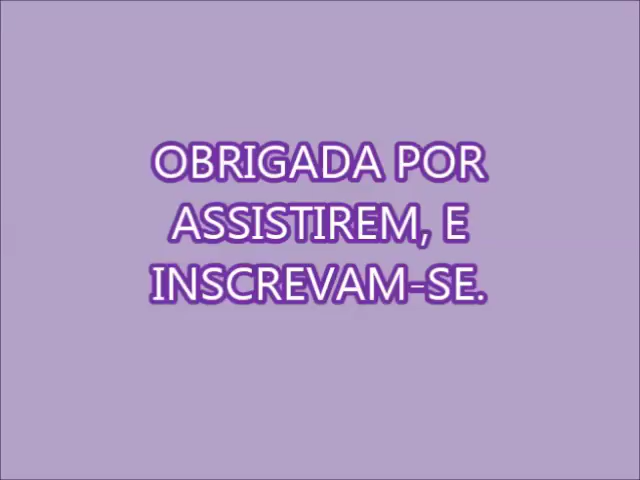 OBRIGADA POR
ASSISTIREM, E
INSCREVAM-SE.